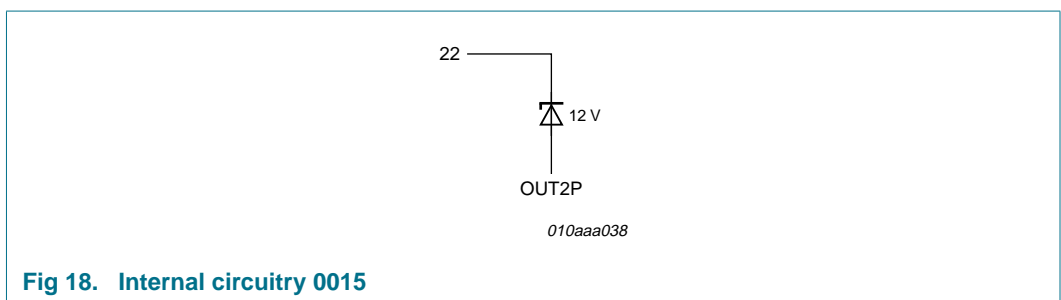 22
12 V
OUT2P
010aaa038
Fig 18. Internal circuitry 0015